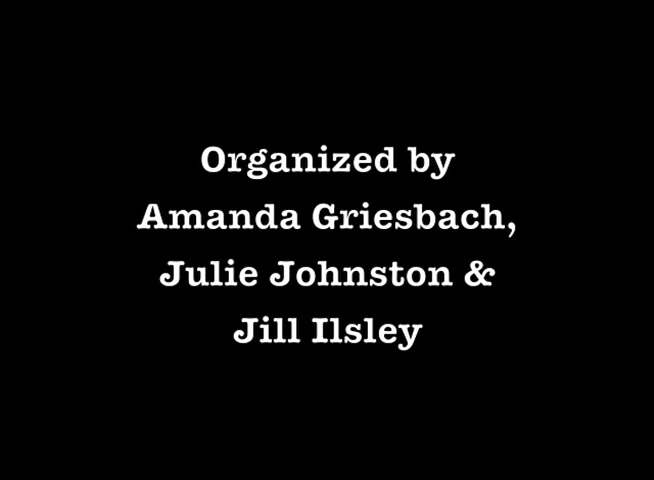 Organized by
Amanda Griesbach,
Julie Johnston &
Jill Ilsley